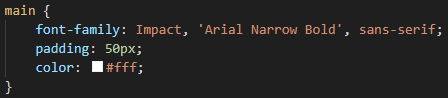 main {
    font-family: Impact, 'Arial Narrow Bold', sans-serif;
    padding: 50px;
    color: #fff;
}